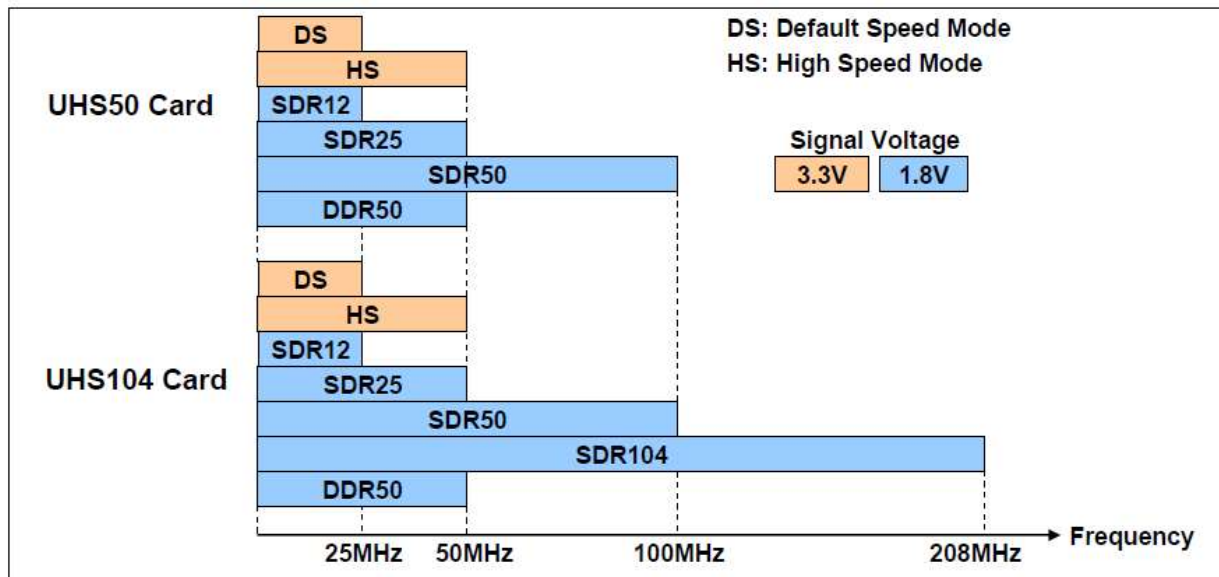 DS: Default Speed Mode
HS: High Speed Mode
Signal Voltage
3.3V 1.8V
UHS50 Card
DS
HS
SDR12
SDR25
SDR50
DDR50
UHS104 Card
DS
HS
SDR12
SDR25
SDR50
SDR104
DDR50
25MHz 50MHz 100MHz 208MHz
Frequency